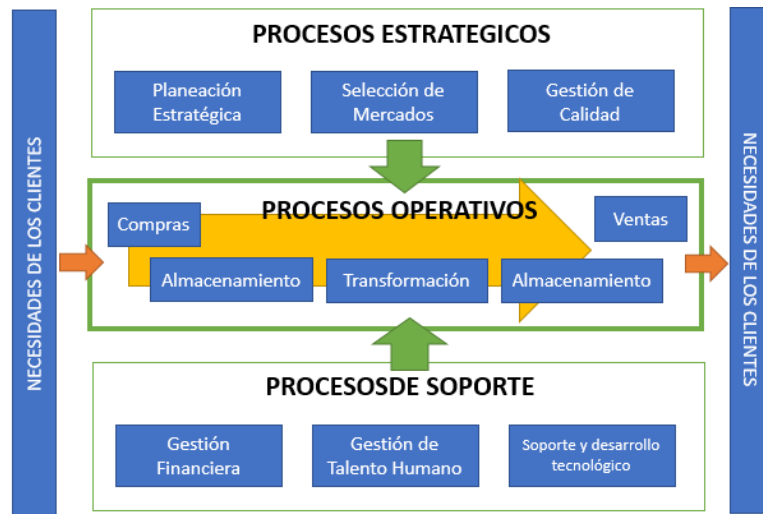 NECESIDADES DE LOS CLIENTES
PROCESOS ESTRATEGICOS
Planeación
Estratégica
Selección de
Mercados
Gestión de
Calidad
PROCESOS OPERATIVOS
Compras
Ventas
Almacenamiento
Transformación
Almacenamiento
PROCESOSDE SOPORTE
Gestión
Financiera
Gestión de
Talento Humano
Soporte y desarrollo
tecnológico
NECESIDADES DE LOS CLIENTES